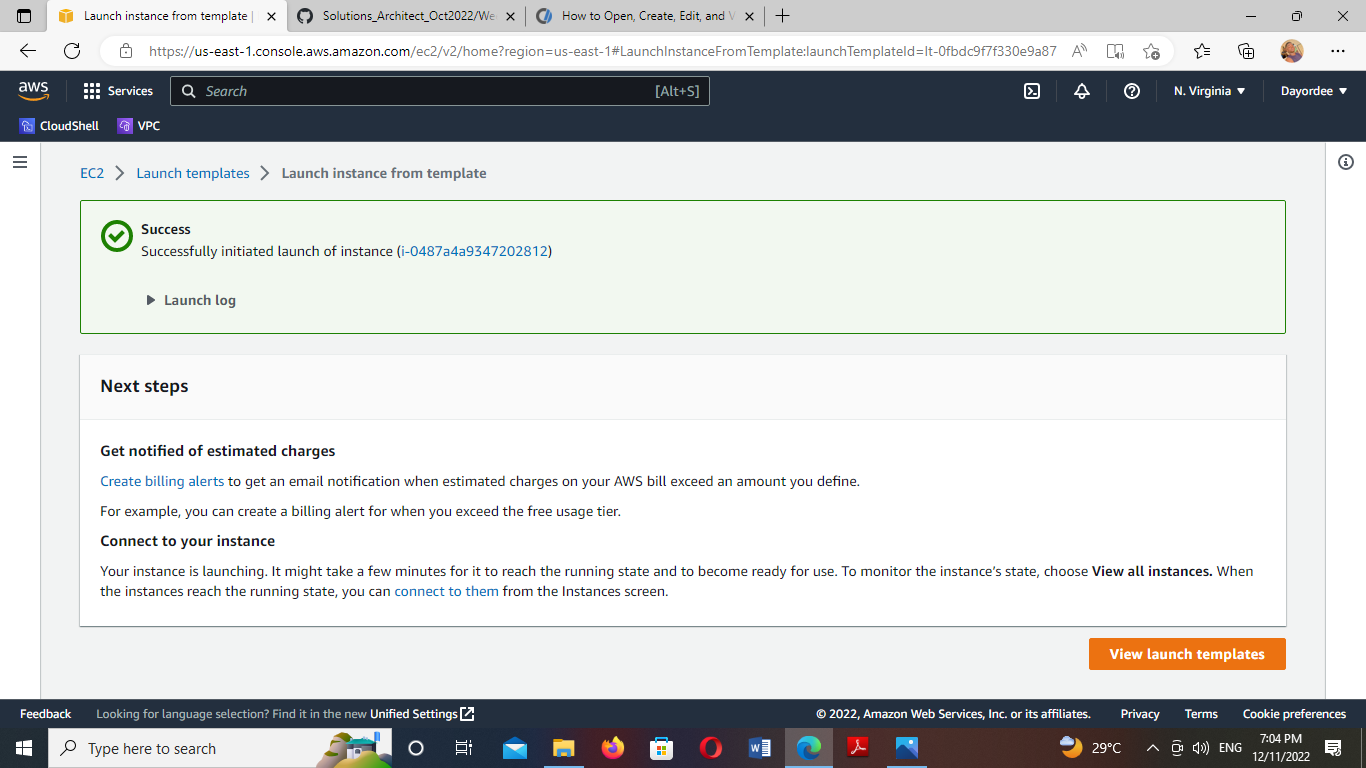 Launch instance from template |
Solutions_Architect_Oct2022/We
How to Open, Create, Edit, and V
https://us-east-1.console.aws.amazon.com/ec2/v2/home?region=us-east-1#LaunchInstanceFromTemplate:launchTemplateId=lt-0fbdc9f7f330e9a87
aws
Services
Search
[Alt+S]
N. Virginia
Dayordee
CloudShell
VPC
EC2
Launch templates
Launch instance from template
Success
Successfully initiated launch of instance (i-0487a4a9347202812)
Launch log
Next steps
Get notified of estimated charges
Create billing alerts to get an email notification when estimated charges on your AWS bill exceed an amount you define.
For example, you can create a billing alert for when you exceed the free usage tier.
Connect to your instance
Your instance is launching. It might take a few minutes for it to reach the running state and to become ready for use. To monitor the instance's state, choose View all instances. When
the instances reach the running state, you can connect to them from the Instances screen.
View launch templates
Feedback
Looking for language selection? Find it in the new Unified Settings
© 2022, Amazon Web Services, Inc. or its affiliates.
Privacy
Terms
Cookie preferences
Type here to search
29°C
ENG
7:04 PM
12/11/2022